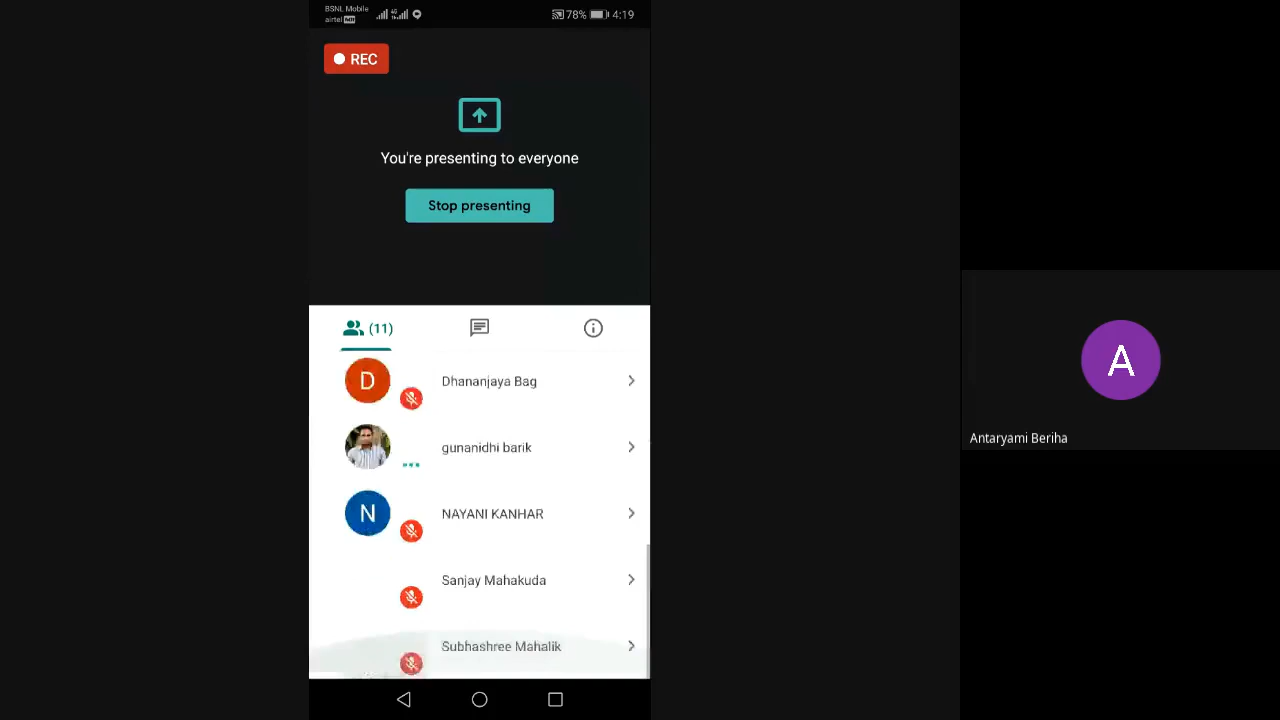 BSNL Mobile
airtel
4G
78%
4:19
REC
You're presenting to everyone
Stop presenting
(11)
D
Dhananjaya Bag
gunanidhi barik
N
NAYANI KANHAR
Sanjay Mahakuda
Subhashree Mahalik
A
Antaryami Beriha